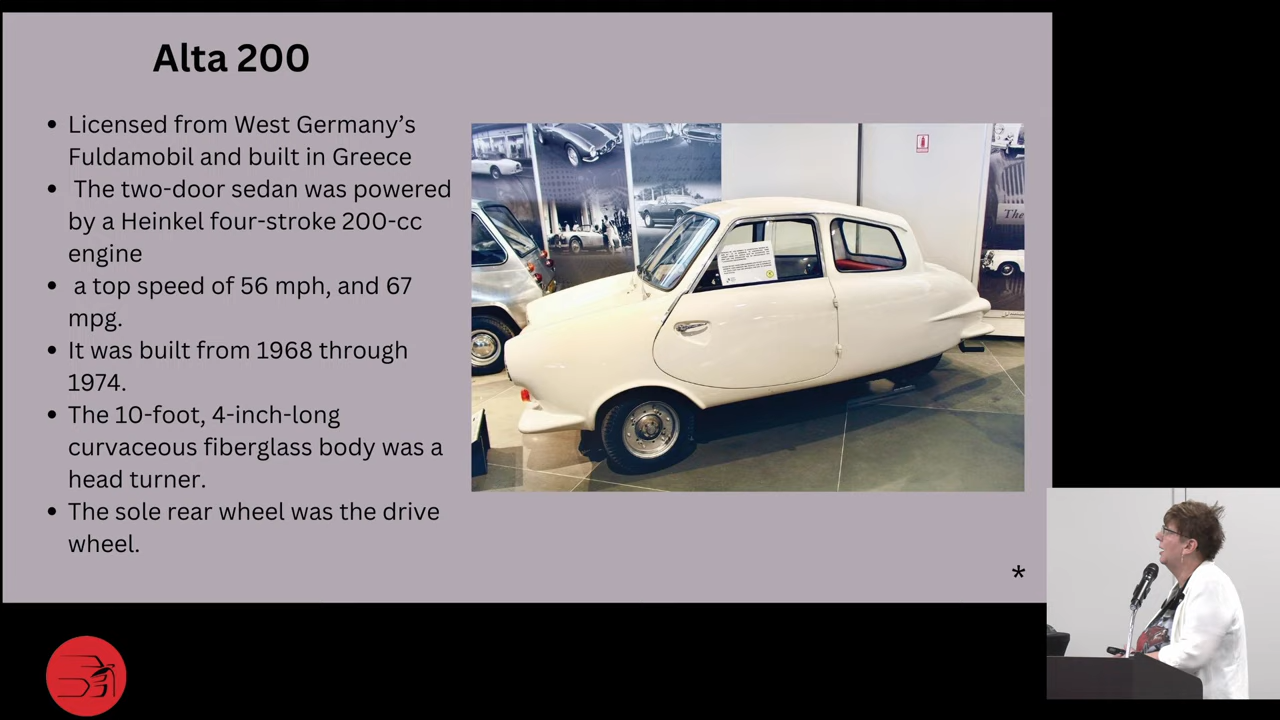 Alta 200
• Licensed from West Germany’s
Fuldamobil and built in Greece
• The two-door sedan was powered
by a Heinkel four-stroke 200-cc
engine
• a top speed of 56 mph, and 67
mpg.
• It was built from 1968 through
1974.
• The 10-foot, 4-inch-long
curvaceous fiberglass body was a
head turner.
• The sole rear wheel was the drive
wheel.
The
*